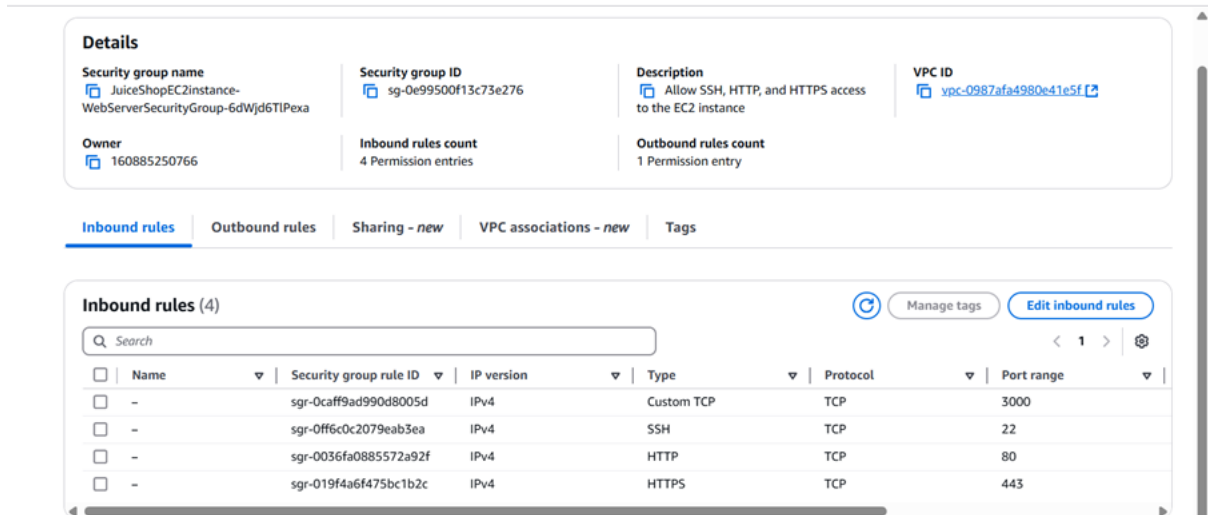 Details
Security group name
JuiceShopEC2instance-
WebServerSecurityGroup-6dWjd6TlPexa
Security group ID
sg-0e99500f13c73e276
Description
Allow SSH, HTTP, and HTTPS access
to the EC2 instance
VPC ID
vpc-0987afa4980e41e5f
Owner
160885250766
Inbound rules count
4 Permission entries
Outbound rules count
1 Permission entry
Inbound rules Outbound rules Sharing - new VPC associations - new Tags
Inbound rules (4)
Manage tags Edit inbound rules
Search
1
Name Security group rule ID IP version Type Protocol Port range
– sgr-0caff9ad990d8005d IPv4 Custom TCP TCP 3000
– sgr-0ff6c0c2079eab3ea IPv4 SSH TCP 22
– sgr-0036fa0885572a92f IPv4 HTTP TCP 80
– sgr-019f4a6f475bc1b2c IPv4 HTTPS TCP 443